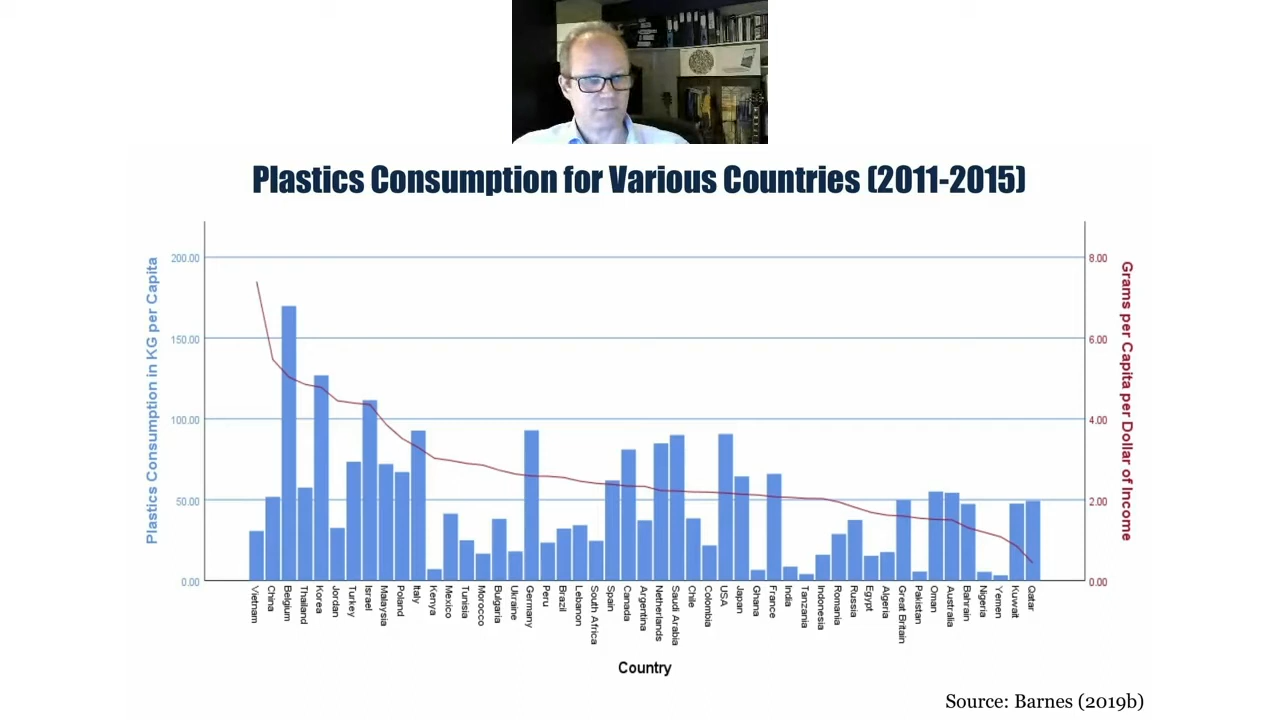 Plastics Consumption for Various Countries (2011-2015)
Plastics Consumption in KG per Capita
200.00
150.00
100.00
50.00
0.00
8.00
6.00
4.00
2.00
0.00
Grams per Capita per Dollar of Income
Vietnam
China
Belgium
Thailand
Korea
Jordan
Turkey
Israel
Malaysia
Poland
Italy
Kenya
Mexico
Tunisia
Morocco
Bulgaria
Ukraine
Germany
Peru
Brazil
Lebanon
South Africa
Spain
Canada
Argentina
Netherlands
Saudi Arabia
Chile
Colombia
USA
Japan
Ghana
France
India
Tanzania
Indonesia
Romania
Russia
Egypt
Algeria
Great Britain
Pakistan
Oman
Australia
Bahrain
Nigeria
Yemen
Kuwait
Qatar
Country
Source: Barnes (2019b)